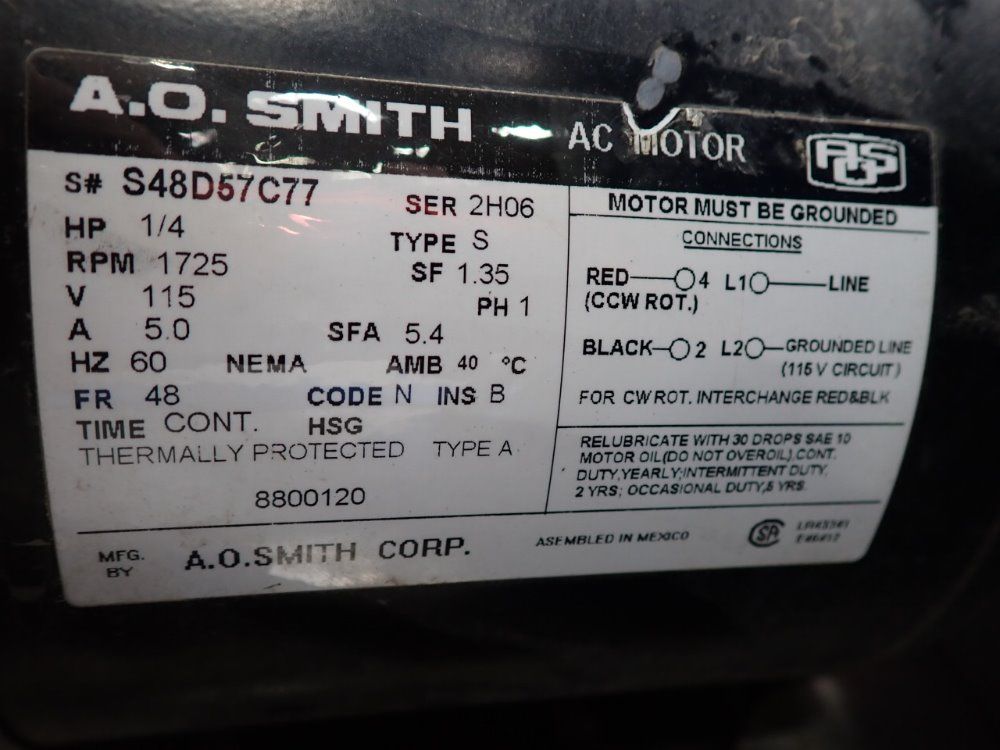 A.O. SMITH AC MOTOR AOS
S# S48D57C77 SER 2H06
HP 1/4 TYPE S
RPM 1725 SF 1.35
V 115 PH 1
A 5.0 SFA 5.4
HZ 60 NEMA AMB 40 °C
FR 48 CODE N INS B
TIME CONT. HSG
THERMALLY PROTECTED TYPE A
8800120
MOTOR MUST BE GROUNDED
CONNECTIONS
RED 4 L1 LINE
(CCW ROT.)
BLACK 2 L2 GROUNDED LINE
(115 V CIRCUIT)
FOR CW ROT. INTERCHANGE RED&BLK
RELUBRICATE WITH 30 DROPS SAE 10
MOTOR OIL(DO NOT OVEROIL).CONT.
DUTY,YEARLY;INTERMITTENT DUTY,
2 YRS; OCCASIONAL DUTY,5 YRS.
MFG. BY A.O.SMITH CORP. ASEMBLED IN MEXICO